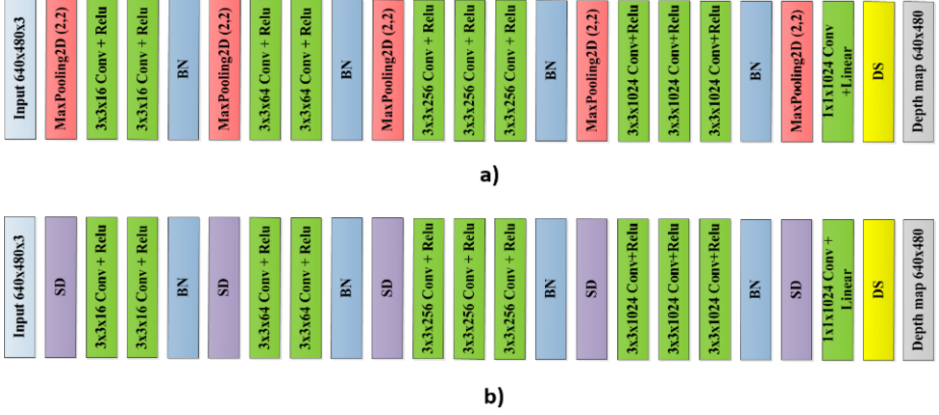 Input 640x480x3
MaxPooling2D (2,2)
3x3x16 Conv + Relu
3x3x16 Conv + Relu
BN
MaxPooling2D (2,2)
3x3x64 Conv + Relu
3x3x64 Conv + Relu
BN
MaxPooling2D (2,2)
3x3x256 Conv + Relu
3x3x256 Conv + Relu
3x3x256 Conv + Relu
BN
MaxPooling2D (2,2)
3x3x1024 Conv+Relu
3x3x1024 Conv+Relu
3x3x1024 Conv+Relu
BN
MaxPooling2D (2,2)
1x1x1024 Conv
+Linear
DS
Depth map 640x480
a)
Input 640x480x3
SD
3x3x16 Conv + Relu
3x3x16 Conv + Relu
BN
SD
3x3x64 Conv + Relu
3x3x64 Conv + Relu
BN
SD
3x3x256 Conv + Relu
3x3x256 Conv + Relu
3x3x256 Conv + Relu
BN
SD
3x3x1024 Conv+Relu
3x3x1024 Conv+Relu
3x3x1024 Conv+Relu
BN
SD
1x1x1024 Conv +
Linear
DS
Depth map 640x480
b)